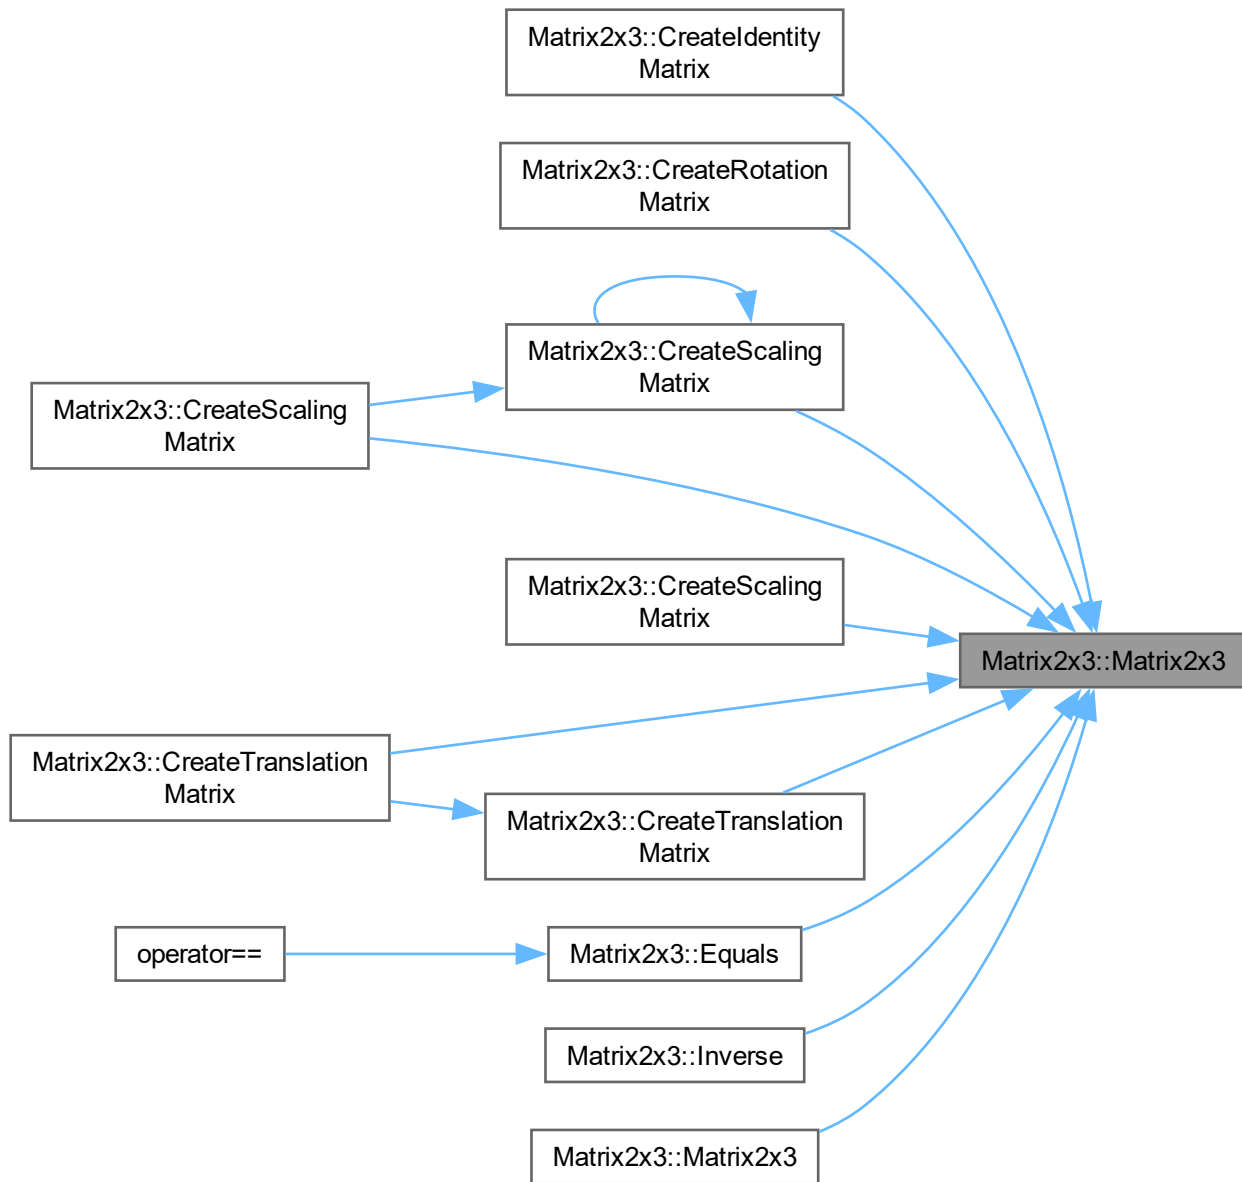 Matrix2x3::CreateIdentity
Matrix
Matrix2x3::CreateRotation
Matrix
Matrix2x3::CreateScaling
Matrix
Matrix2x3::CreateScaling
Matrix
Matrix2x3::CreateScaling
Matrix
Matrix2x3::Matrix2x3
Matrix2x3::CreateTranslation
Matrix
Matrix2x3::CreateTranslation
Matrix
operator==
Matrix2x3::Equals
Matrix2x3::Inverse
Matrix2x3::Matrix2x3